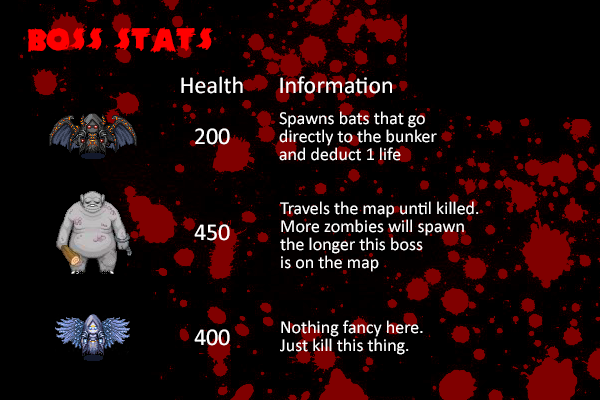 BOSS STATS
Health Information
200
Spawns bats that go
directly to the bunker
and deduct 1 life
450
Travels the map until killed.
More zombies will spawn
the longer this boss
is on the map
400
Nothing fancy here.
Just kill this thing.